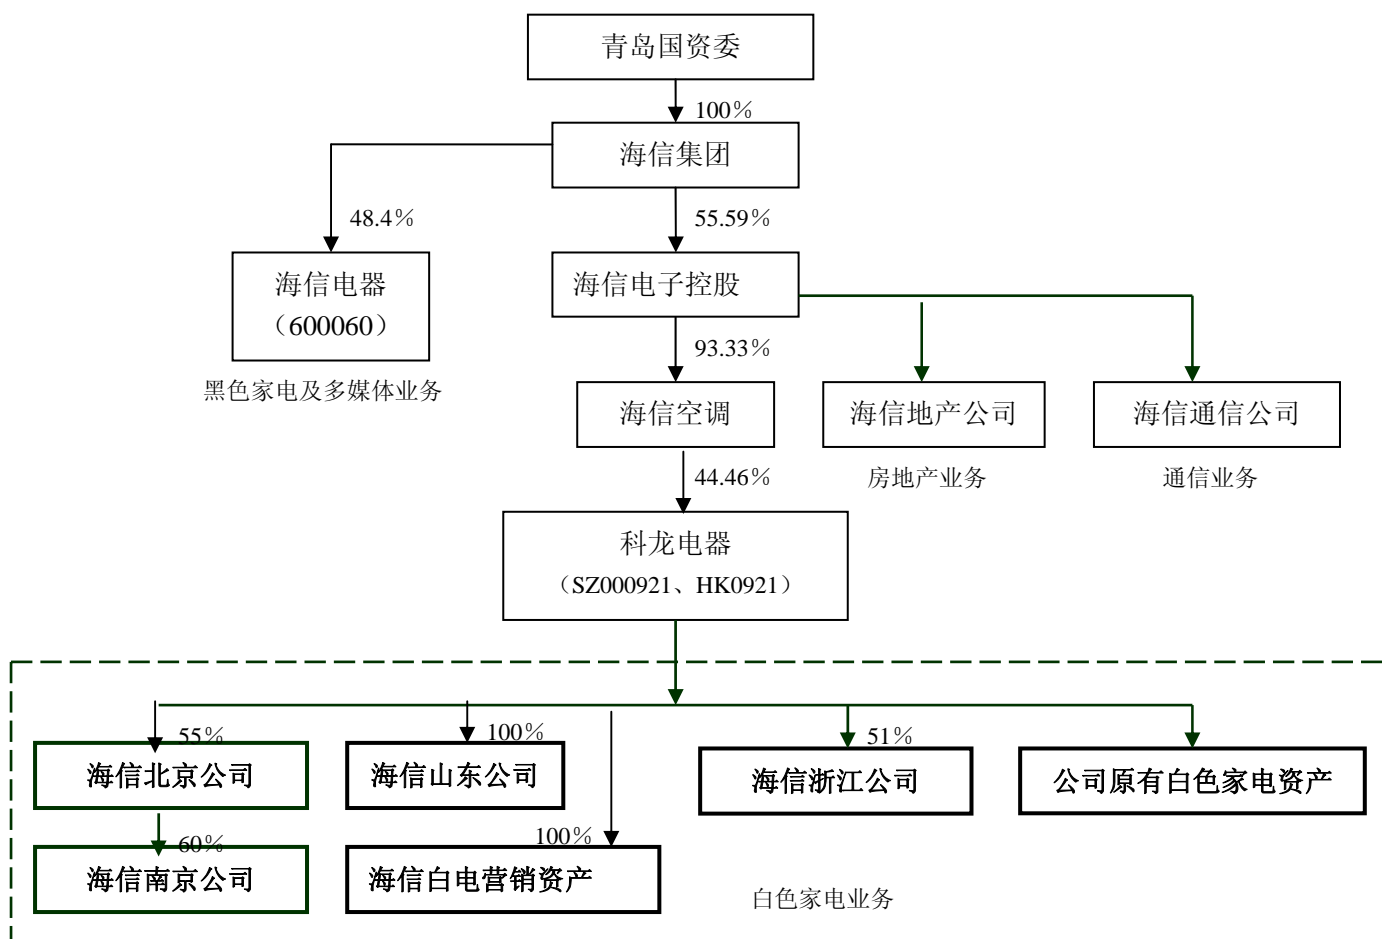 青岛国资委
100％
海信集团
48.4％
55.59％
海信电器
（600060）
海信电子控股
93.33％
黑色家电及多媒体业务
海信空调
海信地产公司
海信通信公司
44.46％
房地产业务
通信业务
科龙电器
（SZ000921、HK0921）
55％
100％
51％
海信北京公司
海信山东公司
海信浙江公司
公司原有白色家电资产
60％
100％
海信南京公司
海信白电营销资产
白色家电业务